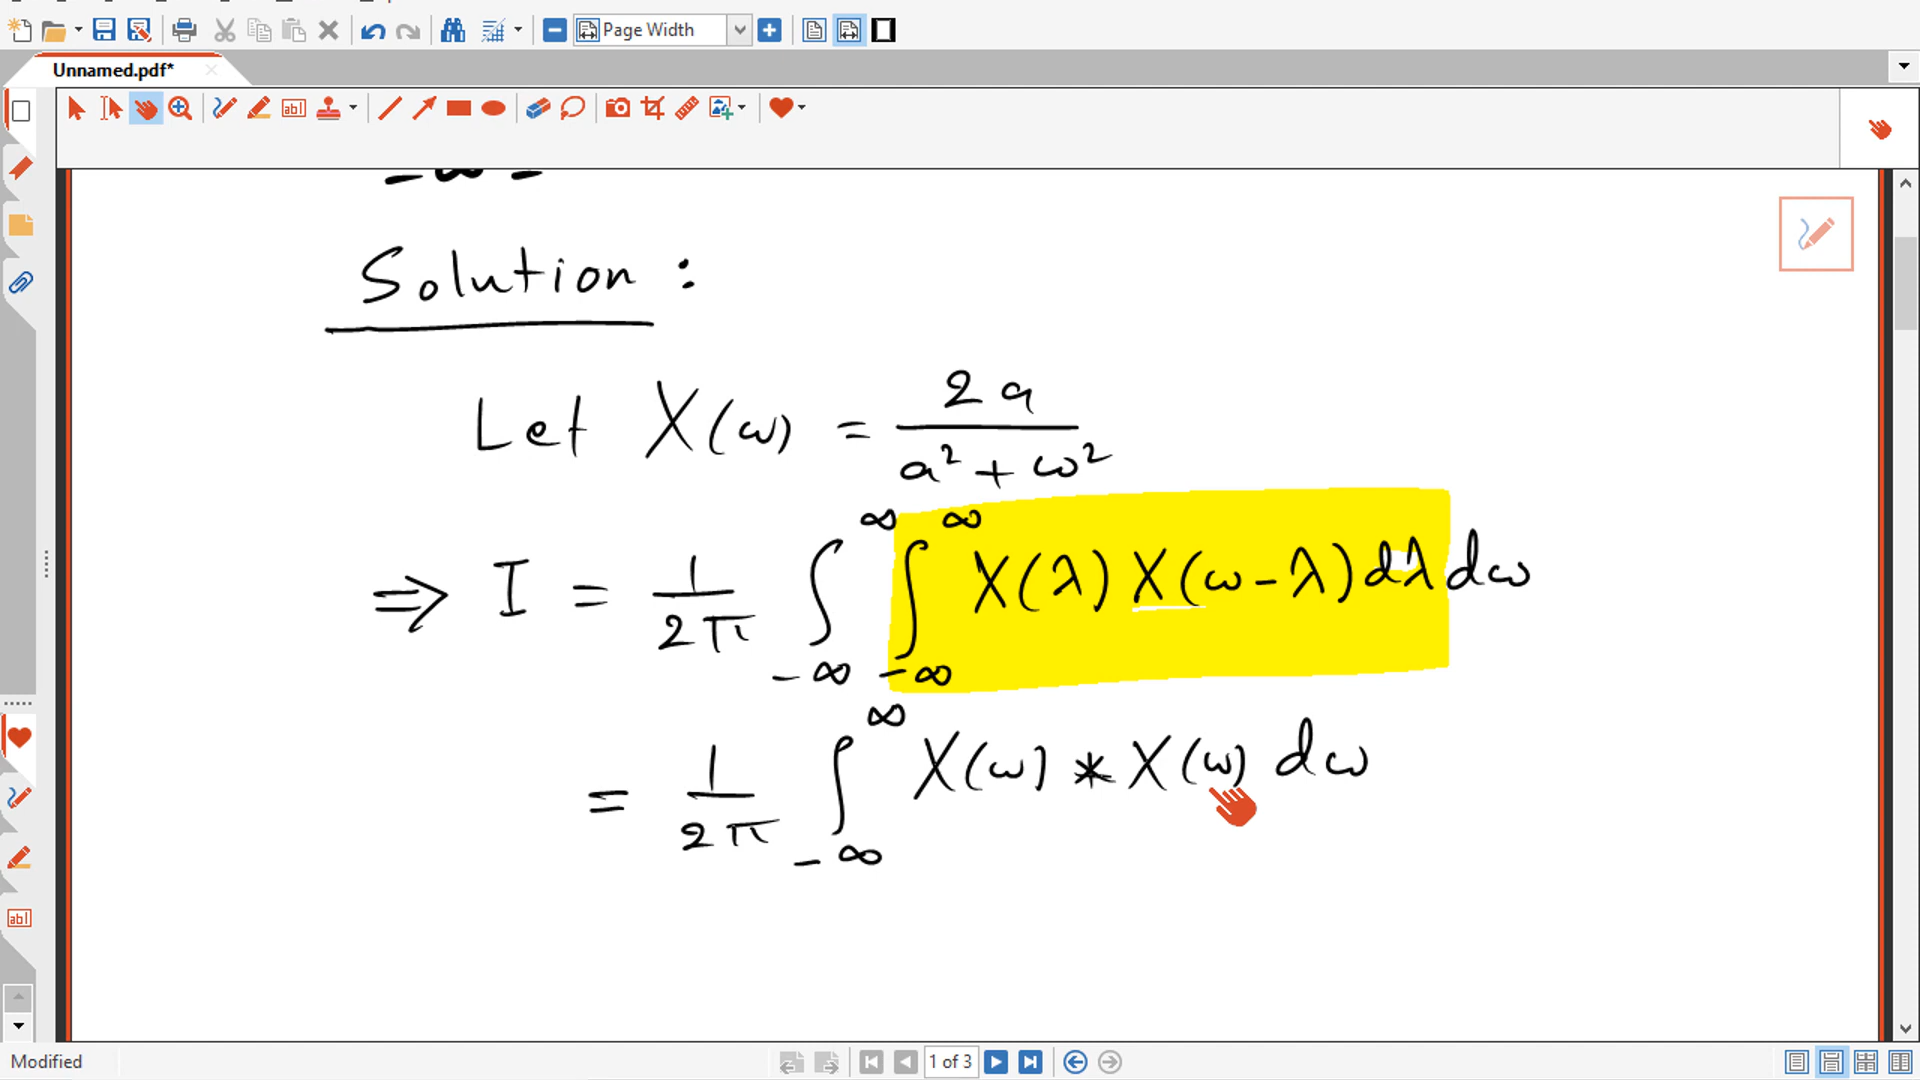 Page Width
Unnamed.pdf*
-∞
Solution :
Let X(ω) = 2a / a² + ω²
⇒ I = 1/2π ∫_{-∞}^{∞} ∫_{-∞}^{∞} X(λ) X(ω-λ) dλ dω
= 1/2π ∫_{-∞}^{∞} X(ω) * X(ω) dω
Modified
1 of 3